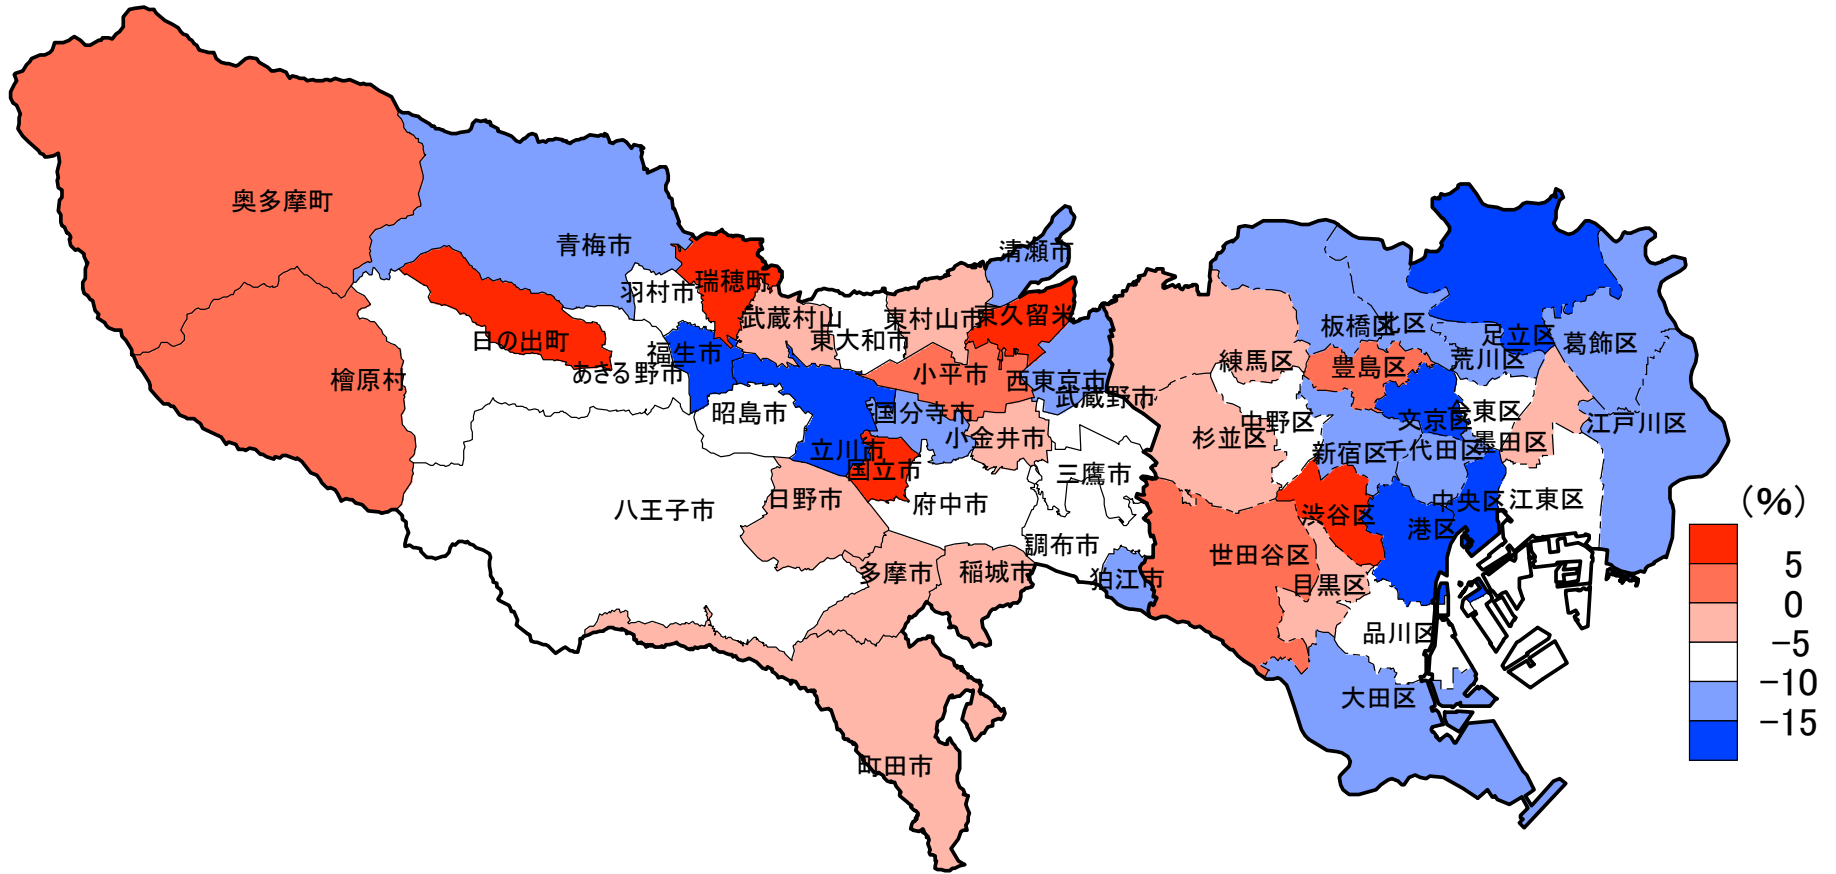 奥多摩町
青梅市
清瀬市
瑞穂町
羽村市
武蔵村山
東村山市
東久留米
東大和市
日の出町
福生市
あきる野市
檜原村
小平市
西東京市
武蔵野市
昭島市
国分寺市
小金井市
立川市
国立市
三鷹市
八王子市
日野市
府中市
調布市
多摩市
稲城市
狛江市
町田市
板橋区
北区
足立区
葛飾区
練馬区
豊島区
荒川区
中野区
文京区
台東区
江戸川区
杉並区
新宿区
千代田区
墨田区
渋谷区
中央区
江東区
港区
世田谷区
目黒区
品川区
大田区
(%)
5
0
−5
−10
−15